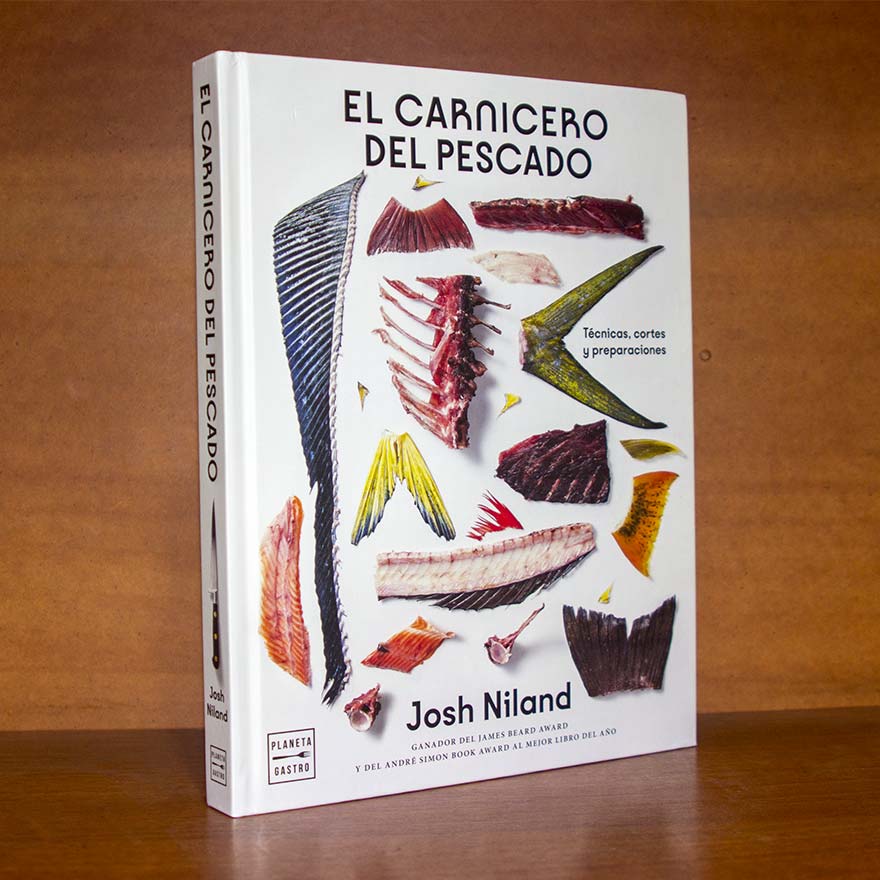 EL CARNICERO
DEL PESCADO
Técnicas, cortes
y preparaciones
Josh Niland
GANADOR DEL JAMES BEARD AWARD
Y DEL ANDRÉ SIMON BOOK AWARD AL MEJOR LIBRO DEL AÑO
PLANETA
GASTRO
EL CARNICERO DEL PESCADO
Josh
Niland
PLANETA
GASTRO